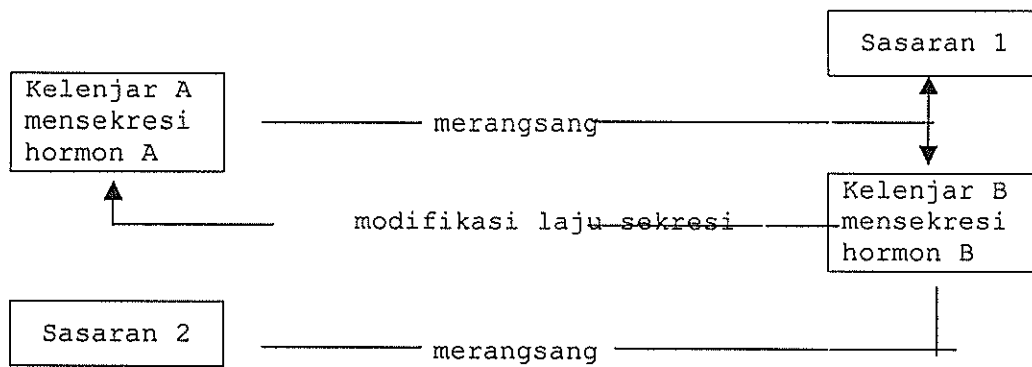 Sasaran 1
Kelenjar A
mensekresi
hormon A
merangsang
Kelenjar B
mensekresi
hormon B
modifikasi laju sekresi
Sasaran 2
merangsang